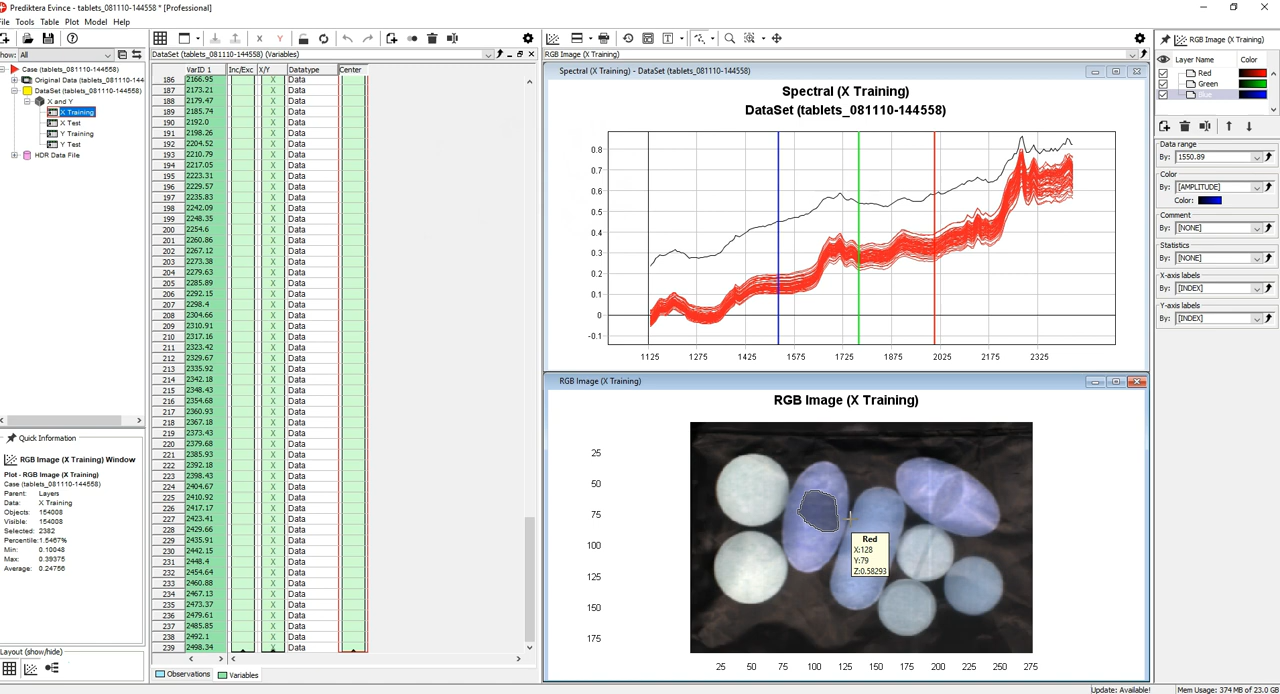 Prediktera Evince - tablets_081110-144558 * [Professional]
File Tools Table Plot Model Help
Show: All
Case (tablets_081110-144558)
Original Data (tablets_081110-144
DataSet (tablets_081110-144558)
X and Y
X Training
X Test
Y Training
Y Test
HDR Data File
Quick Information
RGB Image (X Training) Window
Plot - RGB Image (X Training)
Case (tablets_081110-144558)
Parent: Layers
Data: X Training
Objects: 154008
Visible: 154008
Selected: 2382
Percentile: 1.5467%
Min: 0.10048
Max: 0.39375
Average: 0.24756
Layout (show/hide)
DataSet (tablets_081110-144558) (Variables)
VarID 1 Inc/Exc X/Y Datatype Center
186 2166.95 X Data
187 2173.21 X Data
188 2179.47 X Data
189 2185.74 X Data
190 2192.0 X Data
191 2198.26 X Data
192 2204.52 X Data
193 2210.79 X Data
194 2217.05 X Data
195 2223.31 X Data
196 2229.57 X Data
197 2235.83 X Data
198 2242.09 X Data
199 2248.35 X Data
200 2254.6 X Data
201 2260.86 X Data
202 2267.12 X Data
203 2273.38 X Data
204 2279.63 X Data
205 2285.89 X Data
206 2292.15 X Data
207 2298.4 X Data
208 2304.66 X Data
209 2310.91 X Data
210 2317.16 X Data
211 2323.42 X Data
212 2329.67 X Data
213 2335.92 X Data
214 2342.18 X Data
215 2348.43 X Data
216 2354.68 X Data
217 2360.93 X Data
218 2367.18 X Data
219 2373.43 X Data
220 2379.68 X Data
221 2385.93 X Data
222 2392.18 X Data
223 2398.43 X Data
224 2404.67 X Data
225 2410.92 X Data
226 2417.17 X Data
227 2423.41 X Data
228 2429.66 X Data
229 2435.91 X Data
230 2442.15 X Data
231 2448.4 X Data
232 2454.64 X Data
233 2460.88 X Data
234 2467.13 X Data
235 2473.37 X Data
236 2479.61 X Data
237 2485.85 X Data
238 2492.1 X Data
239 2498.34 X Data
Observations Variables
RGB Image (X Training)
Spectral (X Training) - DataSet (tablets_081110-144558)
Spectral (X Training)
DataSet (tablets_081110-144558)
0.8
0.7
0.6
0.5
0.4
0.3
0.2
0.1
0
-0.1
1125 1275 1425 1575 1725 1875 2025 2175 2325
RGB Image (X Training)
RGB Image (X Training)
25
50
75
100
125
150
175
Red
X:128
Y:79
Z:0.58293
25 50 75 100 125 150 175 200 225 250 275
RGB Image (X Training)
Layer Name Color
Red
Green
Blue
Data range
By: 1550.89
Color
By: [AMPLITUDE]
Color:
Comment
By: [NONE]
Statistics
By: [NONE]
X-axis labels
By: [INDEX]
Y-axis labels
By: [INDEX]
Update: Available! Mem Usage: 374 MB of 23.0 G